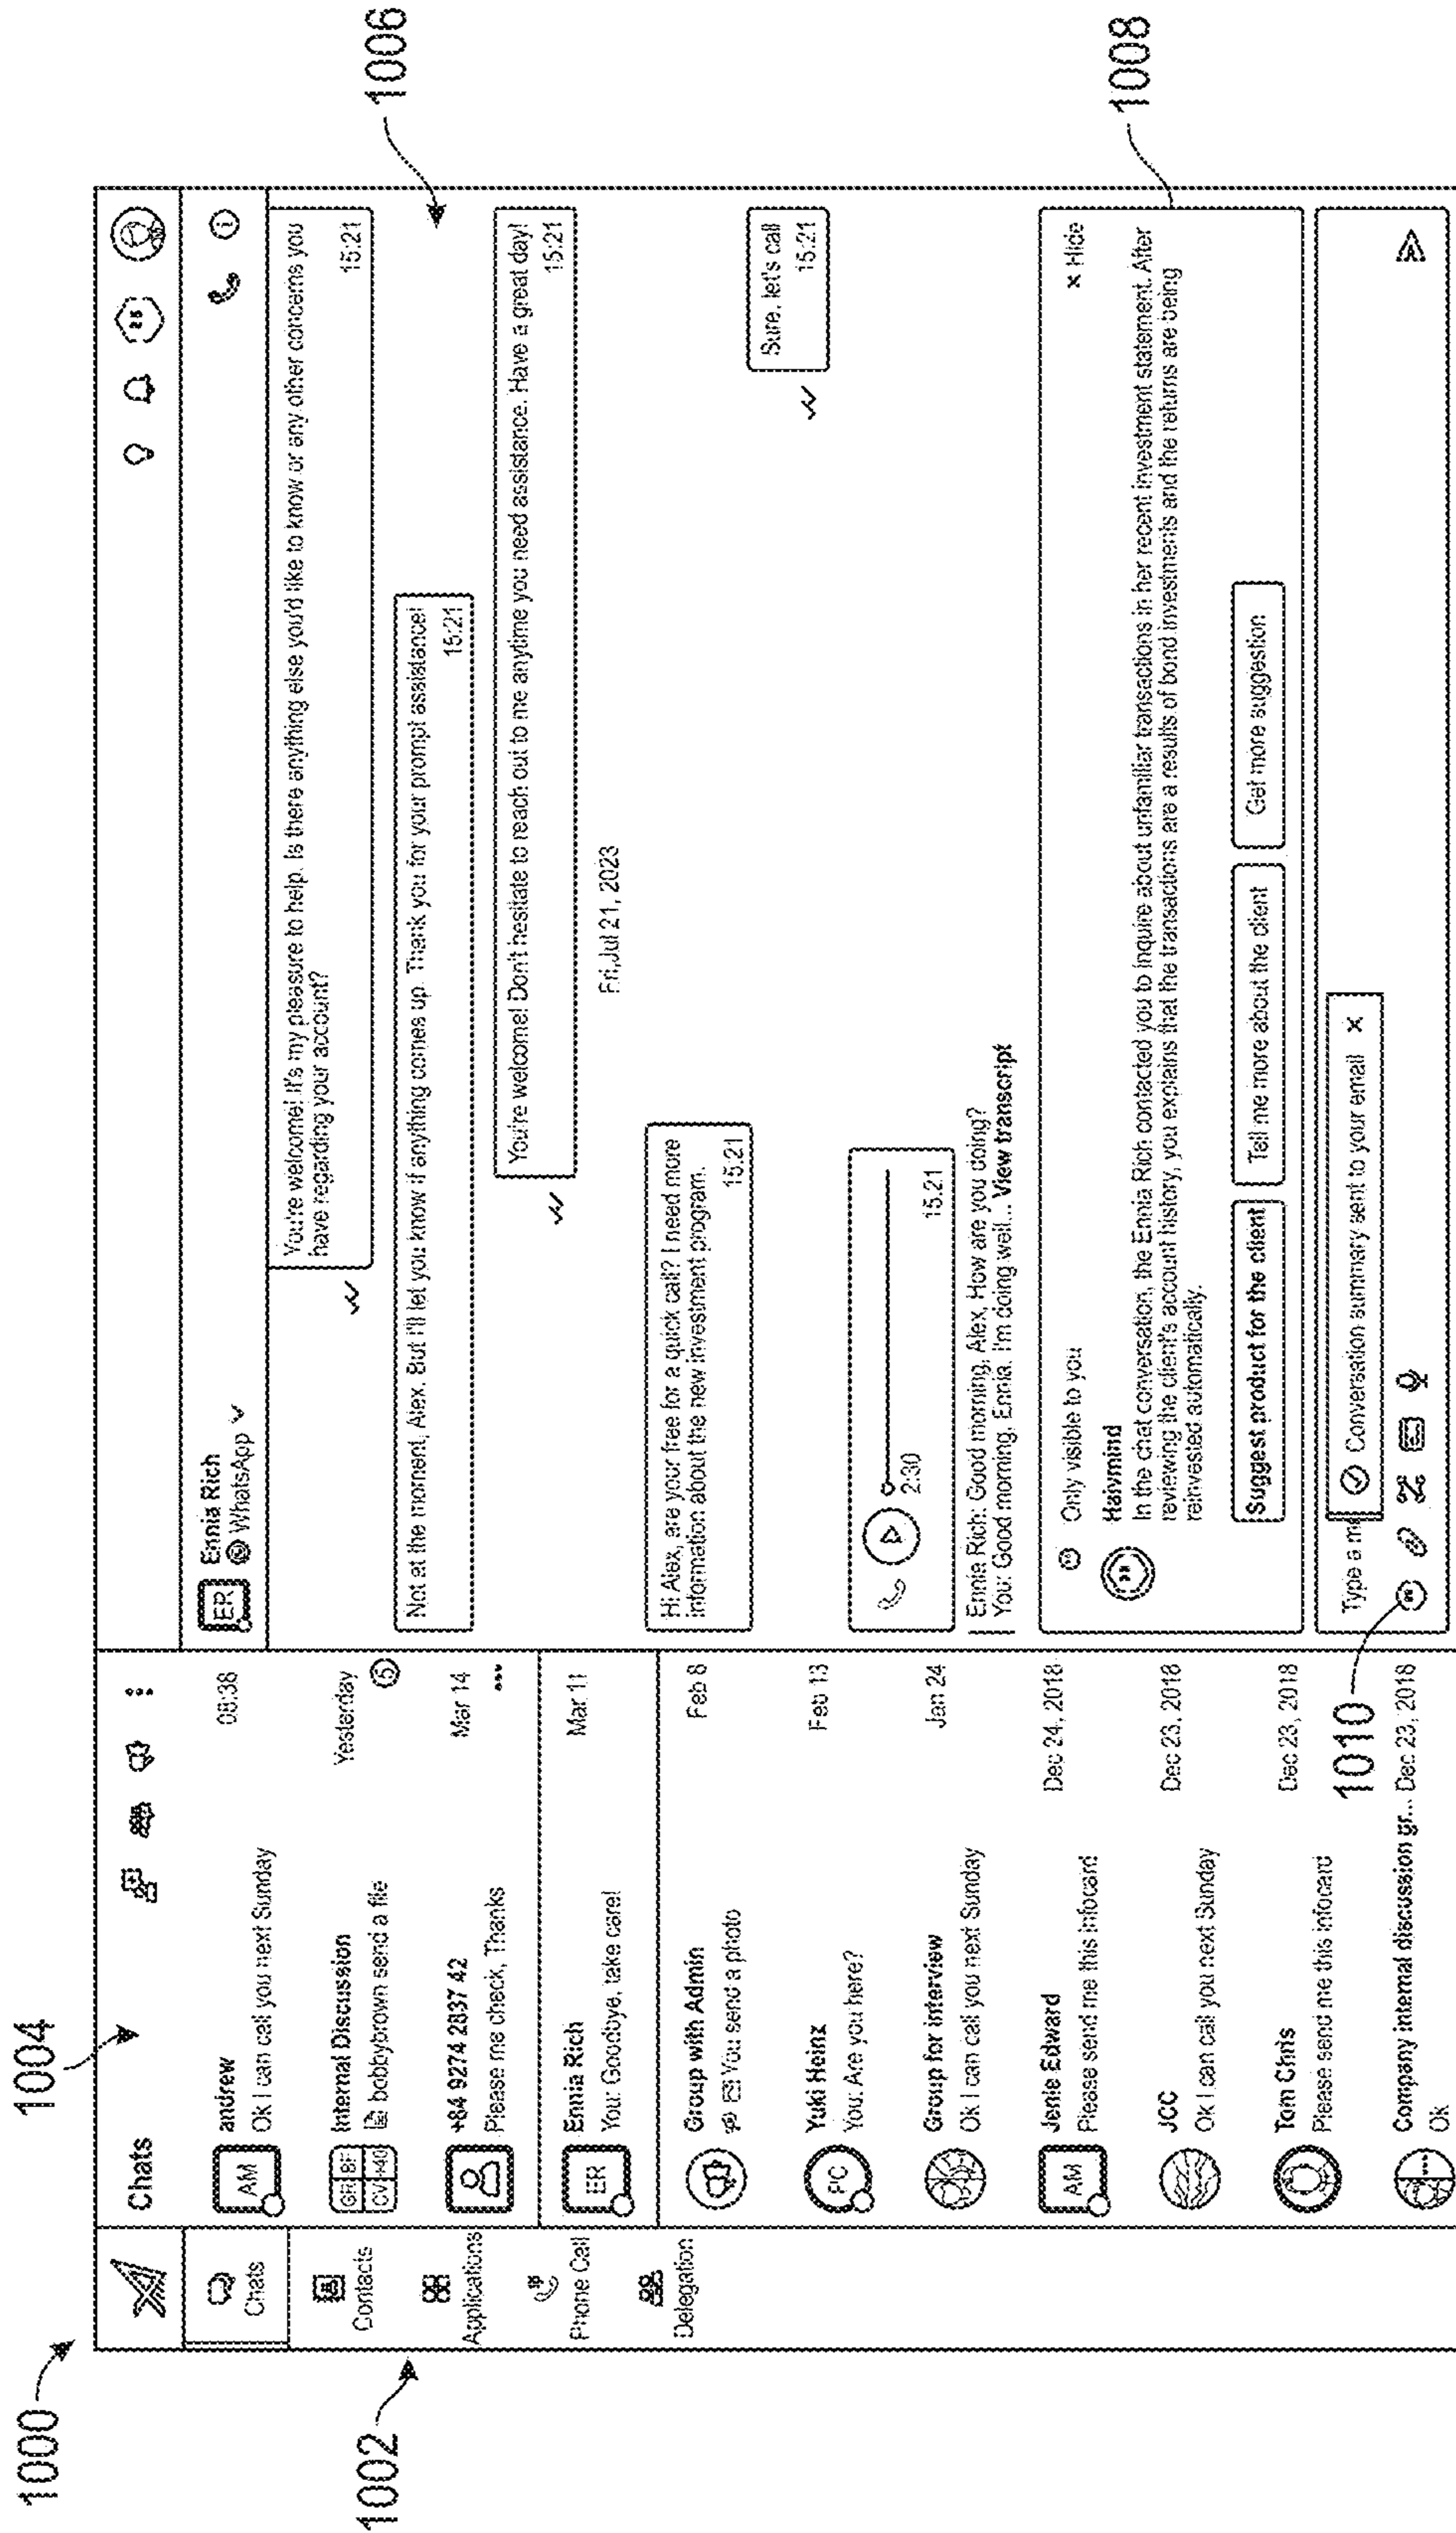 1000
1002
1004
1006
1008
1010
Chats
Contacts
Applications
Phone Call
Delegation
Chats
AM
andrew
08:38
Ok I can call you next Sunday
GR BF
CV +40
Internal Discussion
Yesterday
bobbybrown send a file
5
+84 9274 2837 42
Mar 14
Please me check, Thanks
•••
ER
Ennia Rich
Mar 11
You: Goodbye, take care!
Group with Admin
Feb 8
You send a photo
PC
Yuki Heinz
Feb 13
You: Are you here?
Group for interview
Jan 24
Ok I can call you next Sunday
AM
Jenie Edward
Dec 24, 2018
Please send me this infocard
JCC
Dec 23, 2018
Ok I can call you next Sunday
Tom Chris
Dec 23, 2018
Please send me this infocard
Company internal discussion gr... Dec 23, 2018
Ok
ER
Ennia Rich
WhatsApp
You're welcome! It's my pleasure to help. Is there anything else you'd like to know or any other concerns you
have regarding your account?
15:21
Not at the moment, Alex. But I'll let you know if anything comes up. Thank you for your prompt assistance!
15:21
You're welcome! Don't hesitate to reach out to me anytime you need assistance. Have a great day!
15:21
Fri,Jul 21, 2023
Hi Alex, are your free for a quick call? I need more
information about the new investment program.
15:21
Sure, let's call
15:21
2:30
15:21
Ennia Rich: Good morning, Alex, How are you doing?
You: Good morning, Ennia. I'm doing well... View transcript
Only visible to you
× Hide
Haivmind
In the chat conversation, the Ennia Rich contacted you to inquire about unfamiliar transactions in her recent investment statement. After
reviewing the client's account history, you explains that the transactions are a results of bond investments and the returns are being
reinvested automatically.
Suggest product for the client
Tell me more about the client
Get more suggestion
Type a m
Conversation summary sent to your email ×